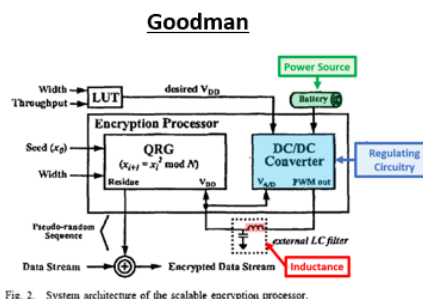 Goodman
Power Source
Width
Throughput
LUT
desired V_DD
Battery
Encryption Processor
Seed (x_0)
QRG
(x_{i+1} = x_i^2 mod N)
Width
Residue
V_DD
DC/DC
Converter
V_A/D
PWM out
Regulating
Circuitry
Pseudo-random
Sequence
external LC filter
Data Stream
Encrypted Data Stream
Inductance
Fig. 2. System architecture of the scalable encryption processor.